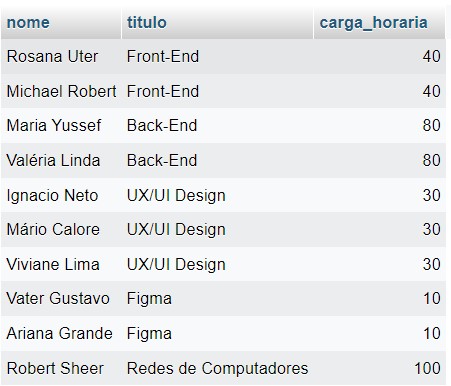 nome titulo carga_horaria
Rosana Uter Front-End 40
Michael Robert Front-End 40
Maria Yussef Back-End 80
Valéria Linda Back-End 80
Ignacio Neto UX/UI Design 30
Mário Calore UX/UI Design 30
Viviane Lima UX/UI Design 30
Vater Gustavo Figma 10
Ariana Grande Figma 10
Robert Sheer Redes de Computadores 100